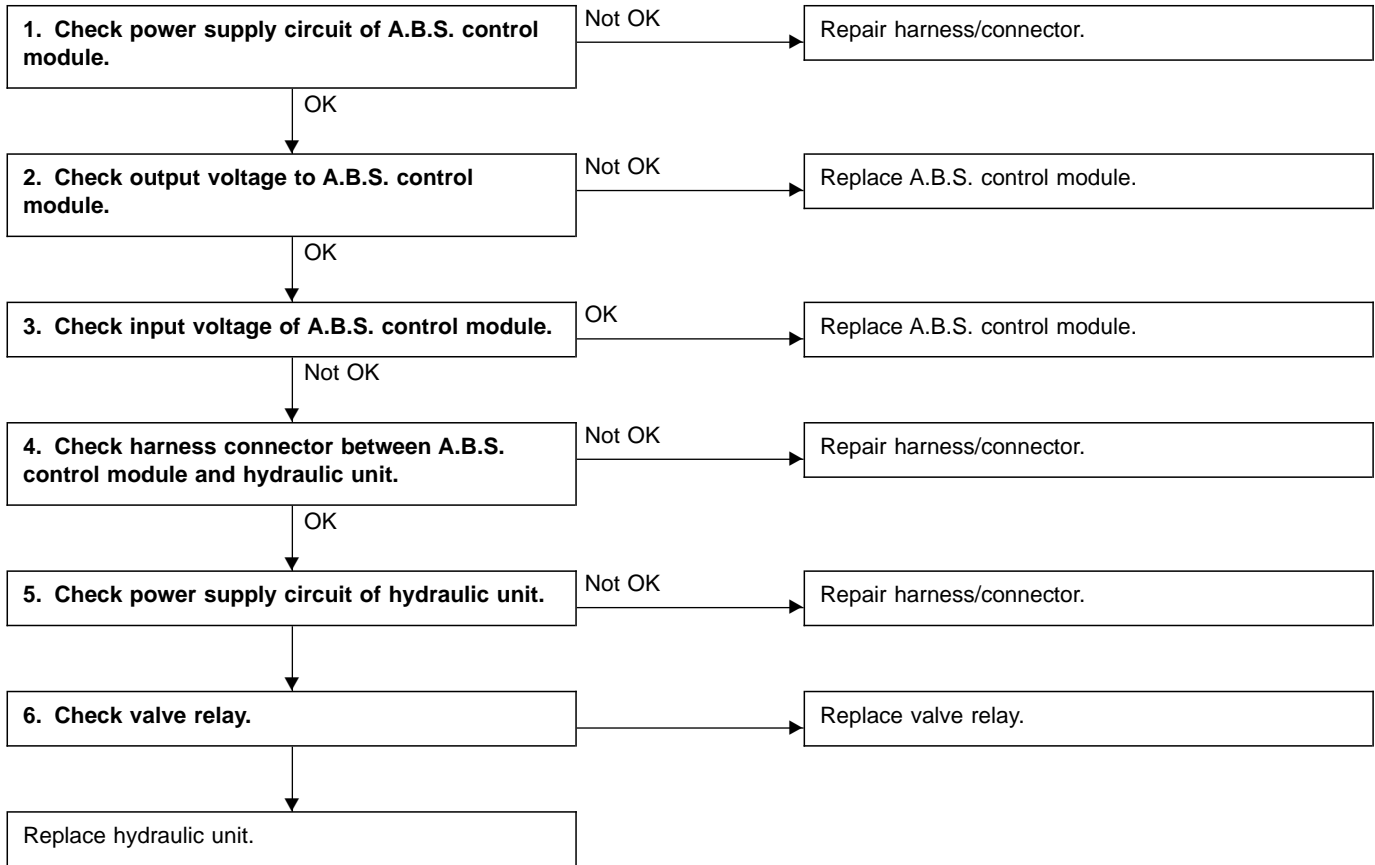 1. Check power supply circuit of A.B.S. control
module.
Not OK
Repair harness/connector.
OK
2. Check output voltage to A.B.S. control
module.
Not OK
Replace A.B.S. control module.
OK
3. Check input voltage of A.B.S. control module.
OK
Replace A.B.S. control module.
Not OK
4. Check harness connector between A.B.S.
control module and hydraulic unit.
Not OK
Repair harness/connector.
OK
5. Check power supply circuit of hydraulic unit.
Not OK
Repair harness/connector.
6. Check valve relay.
Replace valve relay.
Replace hydraulic unit.